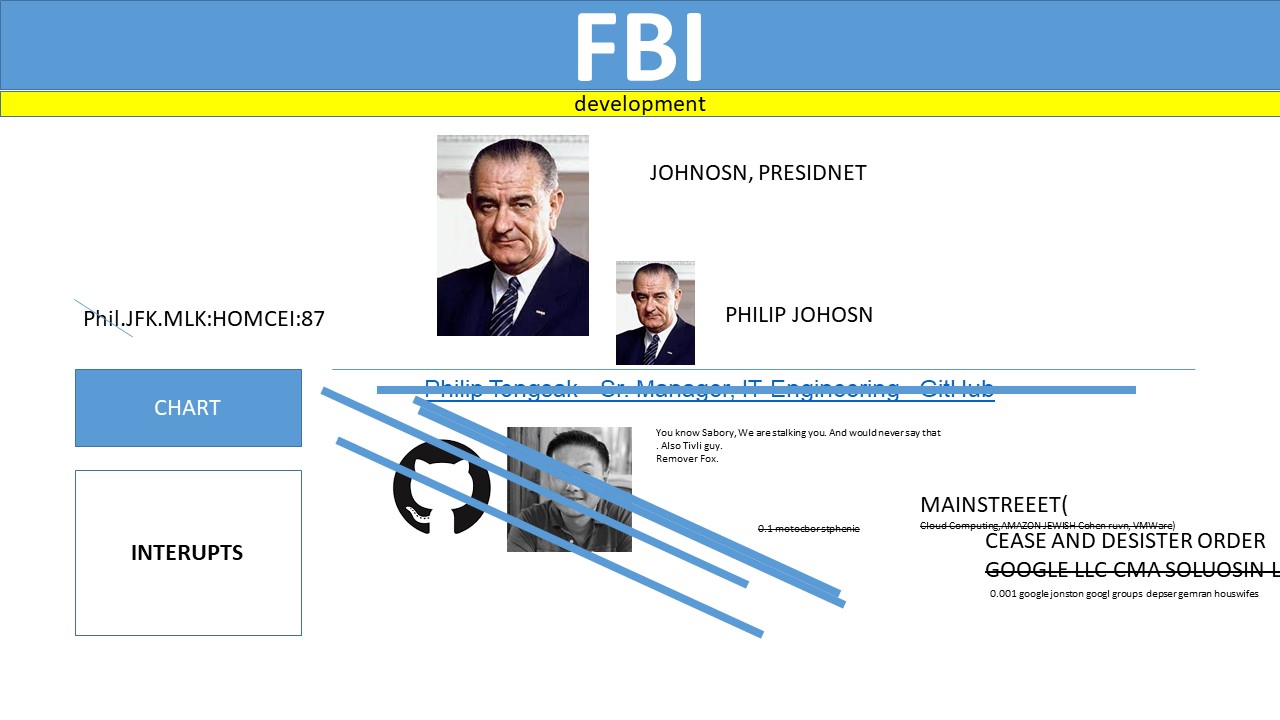 FBI
development
JOHNOSN, PRESIDNET
PHILIP JOHOSN
Phil.JFK.MLK:HOMCEI:87
CHART
Philip Tongsak - Sr. Manager, IT Engineering - GitHub
You know Sabory, We are stalking you. And would never say that
. Also Tivli guy.
Remover Fox.
MAINSTREEET(
0.1 motocbor stphenie
Cloud Computing,AMAZON JEWISH Cohen ruvn, VMWare)
CEASE AND DESISTER ORDER
INTERUPTS
GOOGLE LLC CMA SOLUOSIN L
0.001 google jonston googl groups depser gemran houswifes